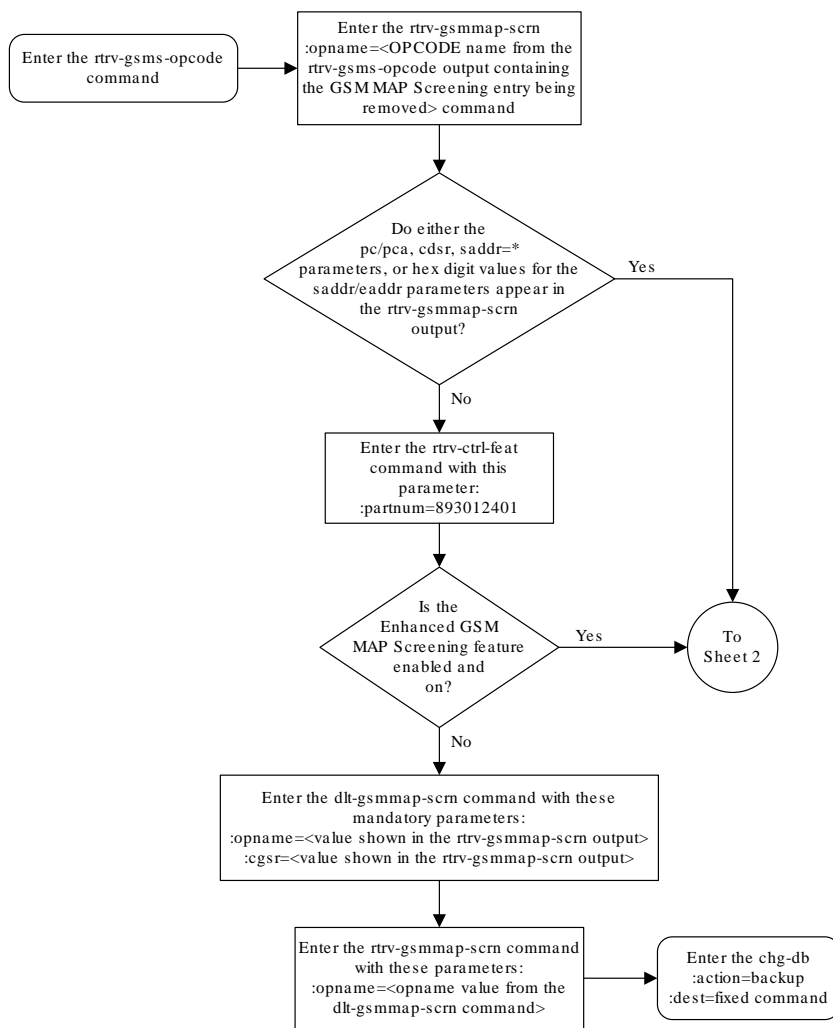 Enter the rtrv-gsms-opcode
command
Enter the rtrv-gsmmap-scrn
:opname=<OPCODE name from the
rtrv-gsms-opcode output containing
the GSM MAP Screening entry being
removed> command
Do either the
pc/pca, cdsr, saddr=*
parameters, or hex digit values for the
saddr/eaddr parameters appear in
the rtrv-gsmmap-scrn
output?
Yes
No
Enter the rtrv-ctrl-feat
command with this
parameter:
:partnum=893012401
Is the
Enhanced GSM
MAP Screening feature
enabled and
on?
Yes
To
Sheet 2
No
Enter the dlt-gsmmap-scrn command with these
mandatory parameters:
:opname=<value shown in the rtrv-gsmmap-scrn output>
:cgsr=<value shown in the rtrv-gsmmap-scrn output>
Enter the rtrv-gsmmap-scrn command
with these parameters:
:opname=<opname value from the
dlt-gsmmap-scrn command>
Enter the chg-db
:action=backup
:dest=fixed command